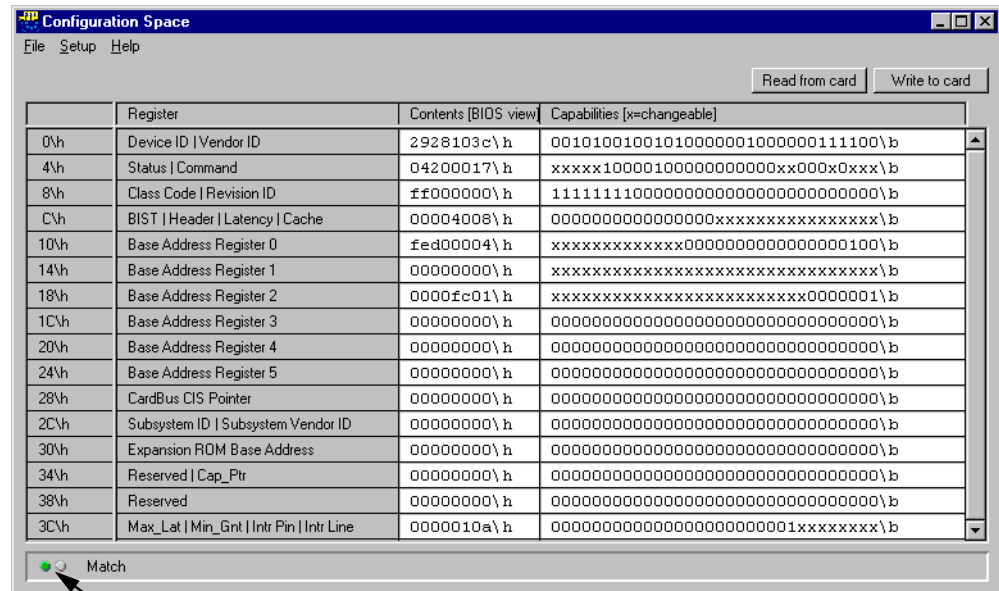 Configuration Space
File Setup Help
Read from card Write to card
Register Contents [BIOS view] Capabilities [x=changeable]
0\h Device ID | Vendor ID 2928103c\h 00101001001010000001000000111100\b
4\h Status | Command 04200017\h xxxxx10000100000000000xx000x0xxx\b
8\h Class Code | Revision ID ff000000\h 11111111000000000000000000000000\b
C\h BIST | Header | Latency | Cache 00004008\h 0000000000000000xxxxxxxxxxxxxxxx\b
10\h Base Address Register 0 fed00004\h xxxxxxxxxxxxx0000000000000000100\b
14\h Base Address Register 1 00000000\h xxxxxxxxxxxxxxxxxxxxxxxxxxxxxxxx\b
18\h Base Address Register 2 0000fc01\h xxxxxxxxxxxxxxxxxxxxxxxxx0000001\b
1C\h Base Address Register 3 00000000\h 00000000000000000000000000000000\b
20\h Base Address Register 4 00000000\h 00000000000000000000000000000000\b
24\h Base Address Register 5 00000000\h 00000000000000000000000000000000\b
28\h CardBus CIS Pointer 00000000\h 00000000000000000000000000000000\b
2C\h Subsystem ID | Subsystem Vendor ID 00000000\h 00000000000000000000000000000000\b
30\h Expansion ROM Base Address 00000000\h 00000000000000000000000000000000\b
34\h Reserved | Cap_Ptr 00000000\h 00000000000000000000000000000000\b
38\h Reserved 00000000\h 00000000000000000000000000000000\b
3C\h Max_Lat | Min_Gnt | Intr Pin | Intr Line 0000010a\h 000000000000000000000001xxxxxxxx\b
Match